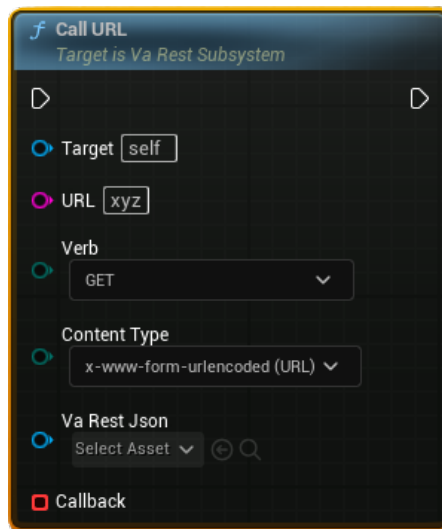 f Call URL
Target is Va Rest Subsystem
Target self
URL xyz
Verb
GET
Content Type
x-www-form-urlencoded (URL)
Va Rest Json
Select Asset
Callback